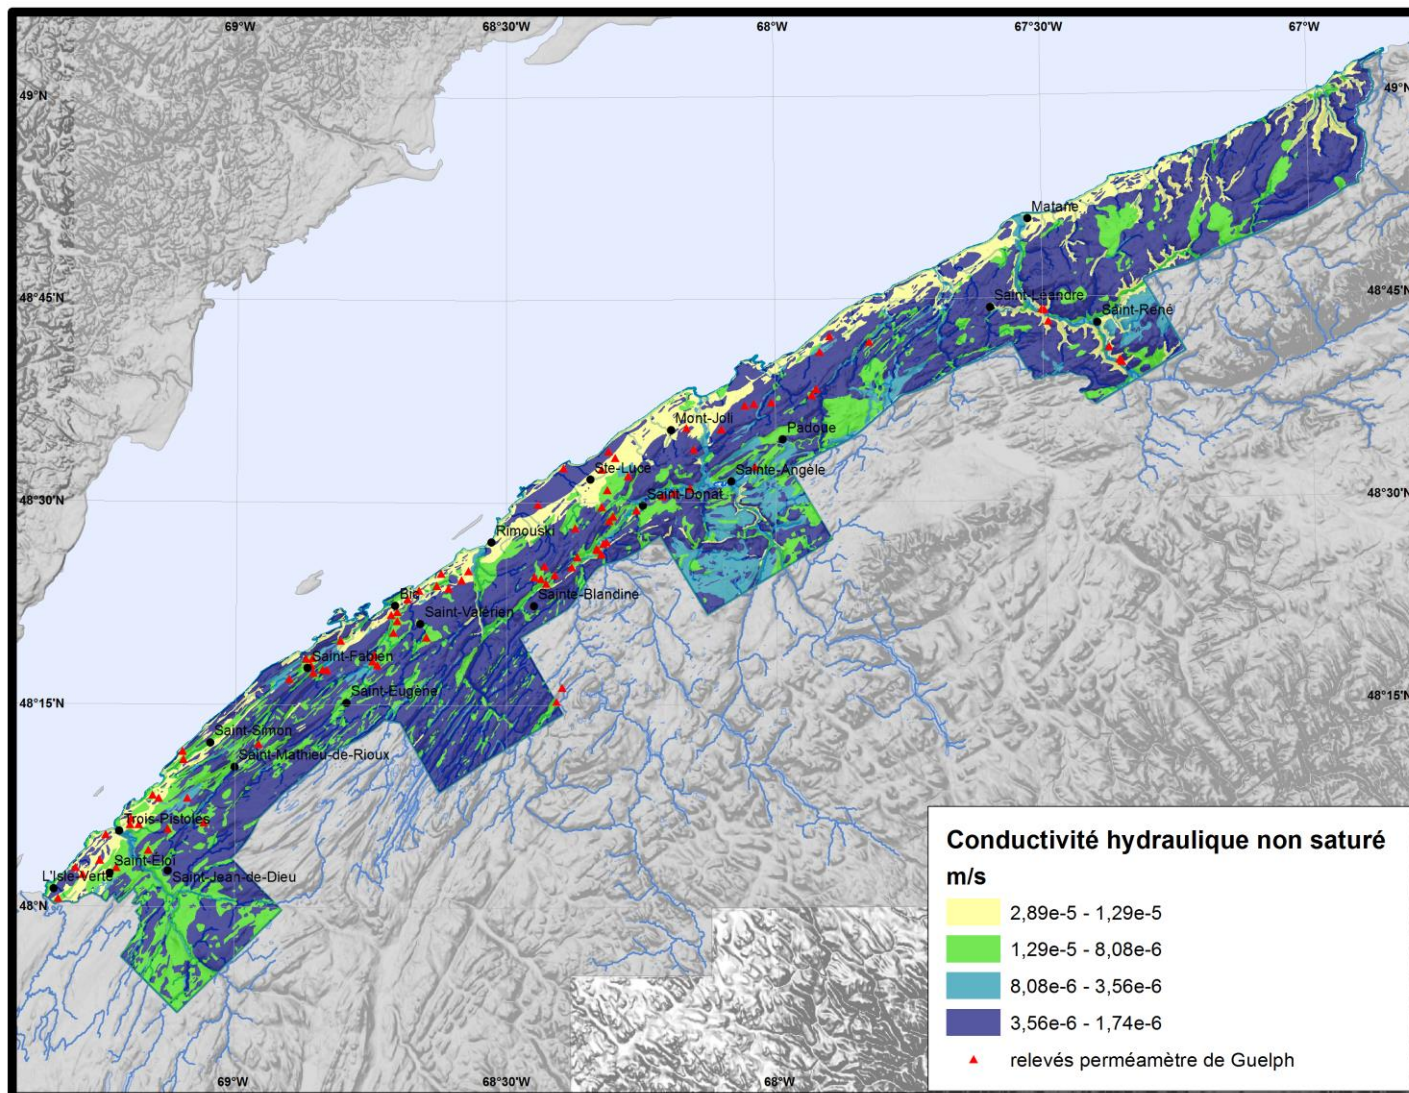 69°W
68°30'W
68°W
67°30'W
67°W
49°N
49°N
Matane
48°45'N
48°45'N
Saint-Léandre
Saint-René
Mont-Joli
Padoue
Ste-Luce
Sainte-Angèle
48°30'N
Saint-Donat
48°30'N
Rimouski
Bic
Sainte-Blandine
Saint-Valérien
Saint-Fabien
Saint-Eugène
48°15'N
48°15'N
Saint-Simon
Saint-Mathieu-de-Rioux
Trois-Pistoles
Saint-Eloi
L'Isle-Verte
Saint-Jean-de-Dieu
48°N
Conductivité hydraulique non saturé
m/s
2,89e-5 - 1,29e-5
1,29e-5 - 8,08e-6
8,08e-6 - 3,56e-6
3,56e-6 - 1,74e-6
relevés perméamètre de Guelph
69°W
68°30'W
68°W